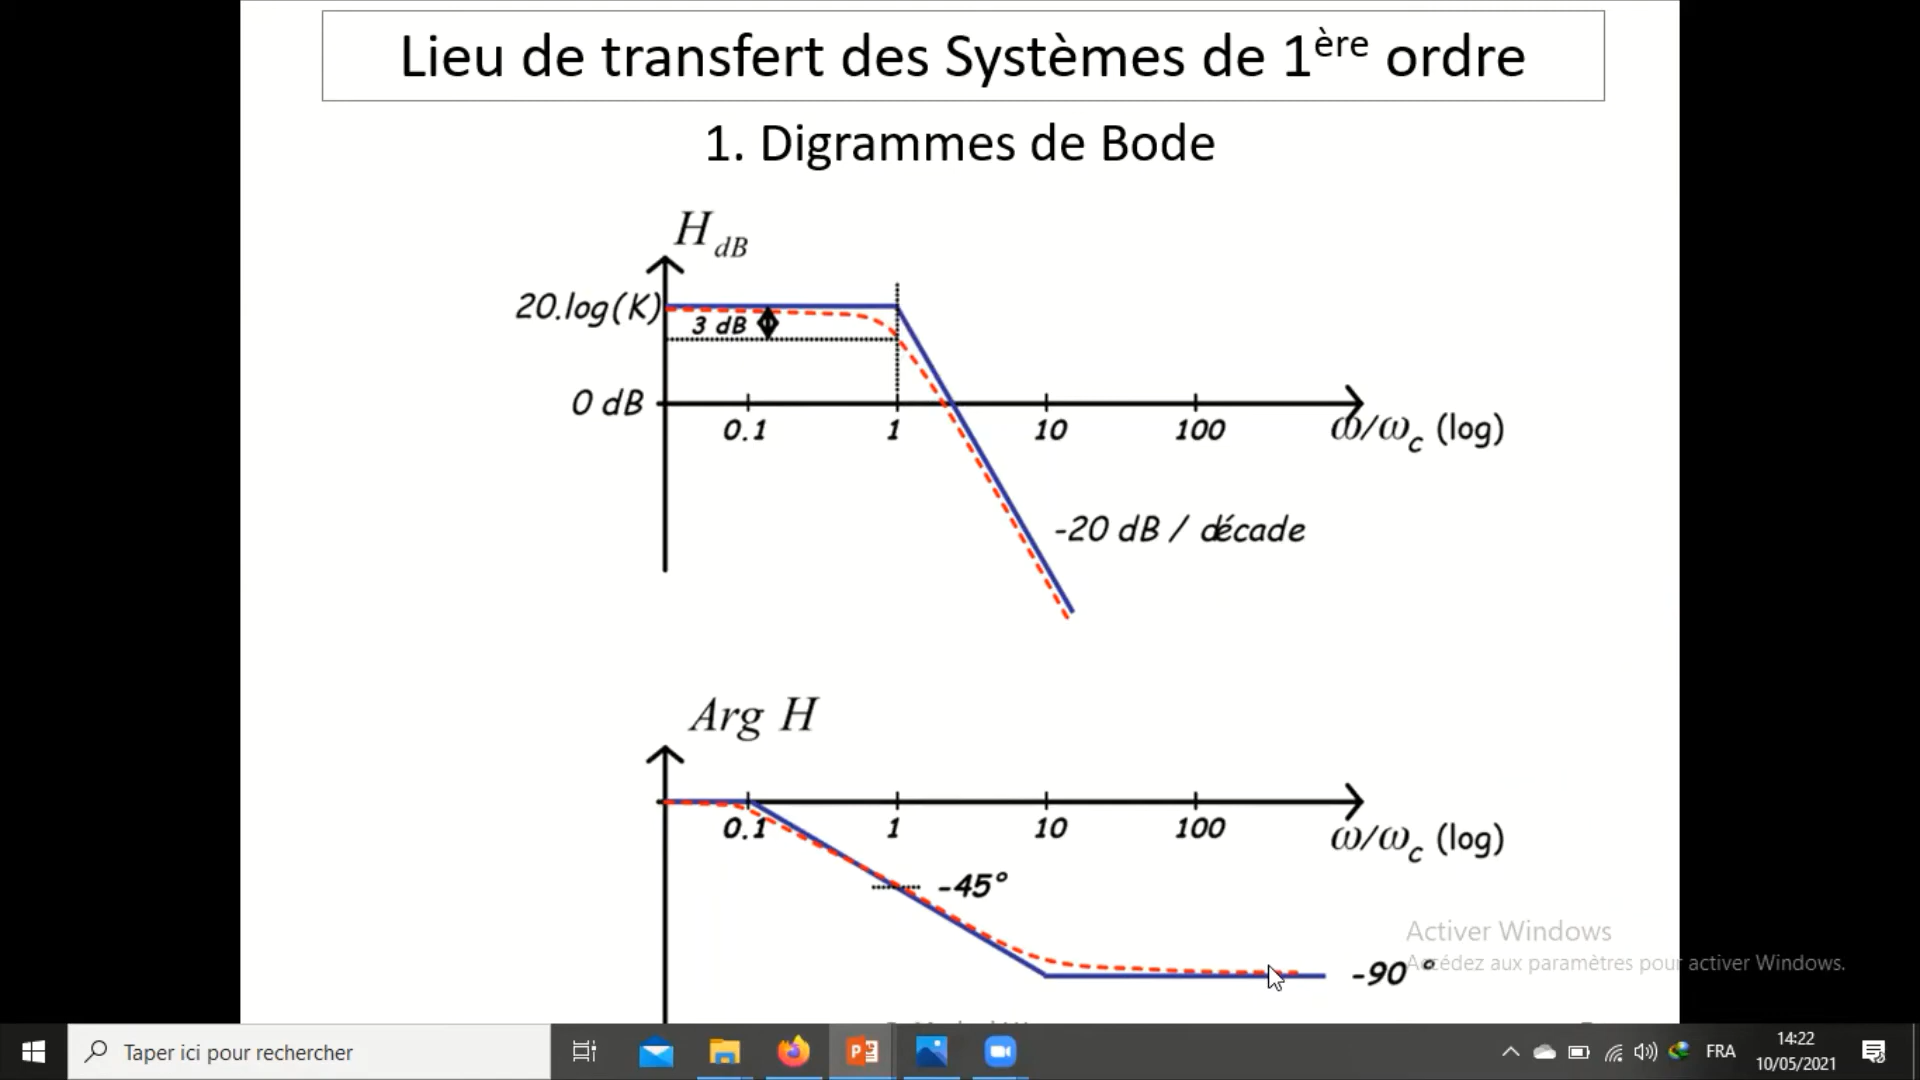 Lieu de transfert des Systèmes de 1ère ordre
1. Digrammes de Bode
H dB
20.log(K)
3 dB
0 dB
0.1 1 10 100
ω/ωc (log)
-20 dB / décade
Arg H
0.1 1 10 100
ω/ωc (log)
-45°
-90 °
Activer Windows
Accédez aux paramètres pour activer Windows.
Taper ici pour rechercher
FRA
14:22
10/05/2021